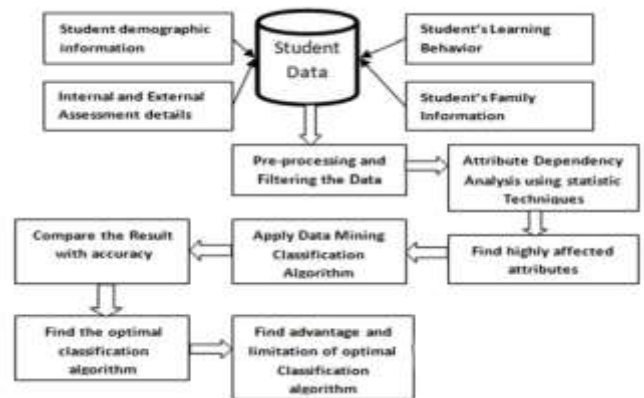 Student demographic
information
Student
Data
Student's Learning
Behavior
Internal and External
Assessment details
Student's Family
Information
Pre-processing and
Filtering the Data
Attribute Dependency
Analysis using statistic
Techniques
Compare the Result
with accuracy
Apply Data Mining
Classification
Algorithm
Find highly affected
attributes
Find the optimal
classification
algorithm
Find advantage and
limitation of optimal
Classification
algorithm